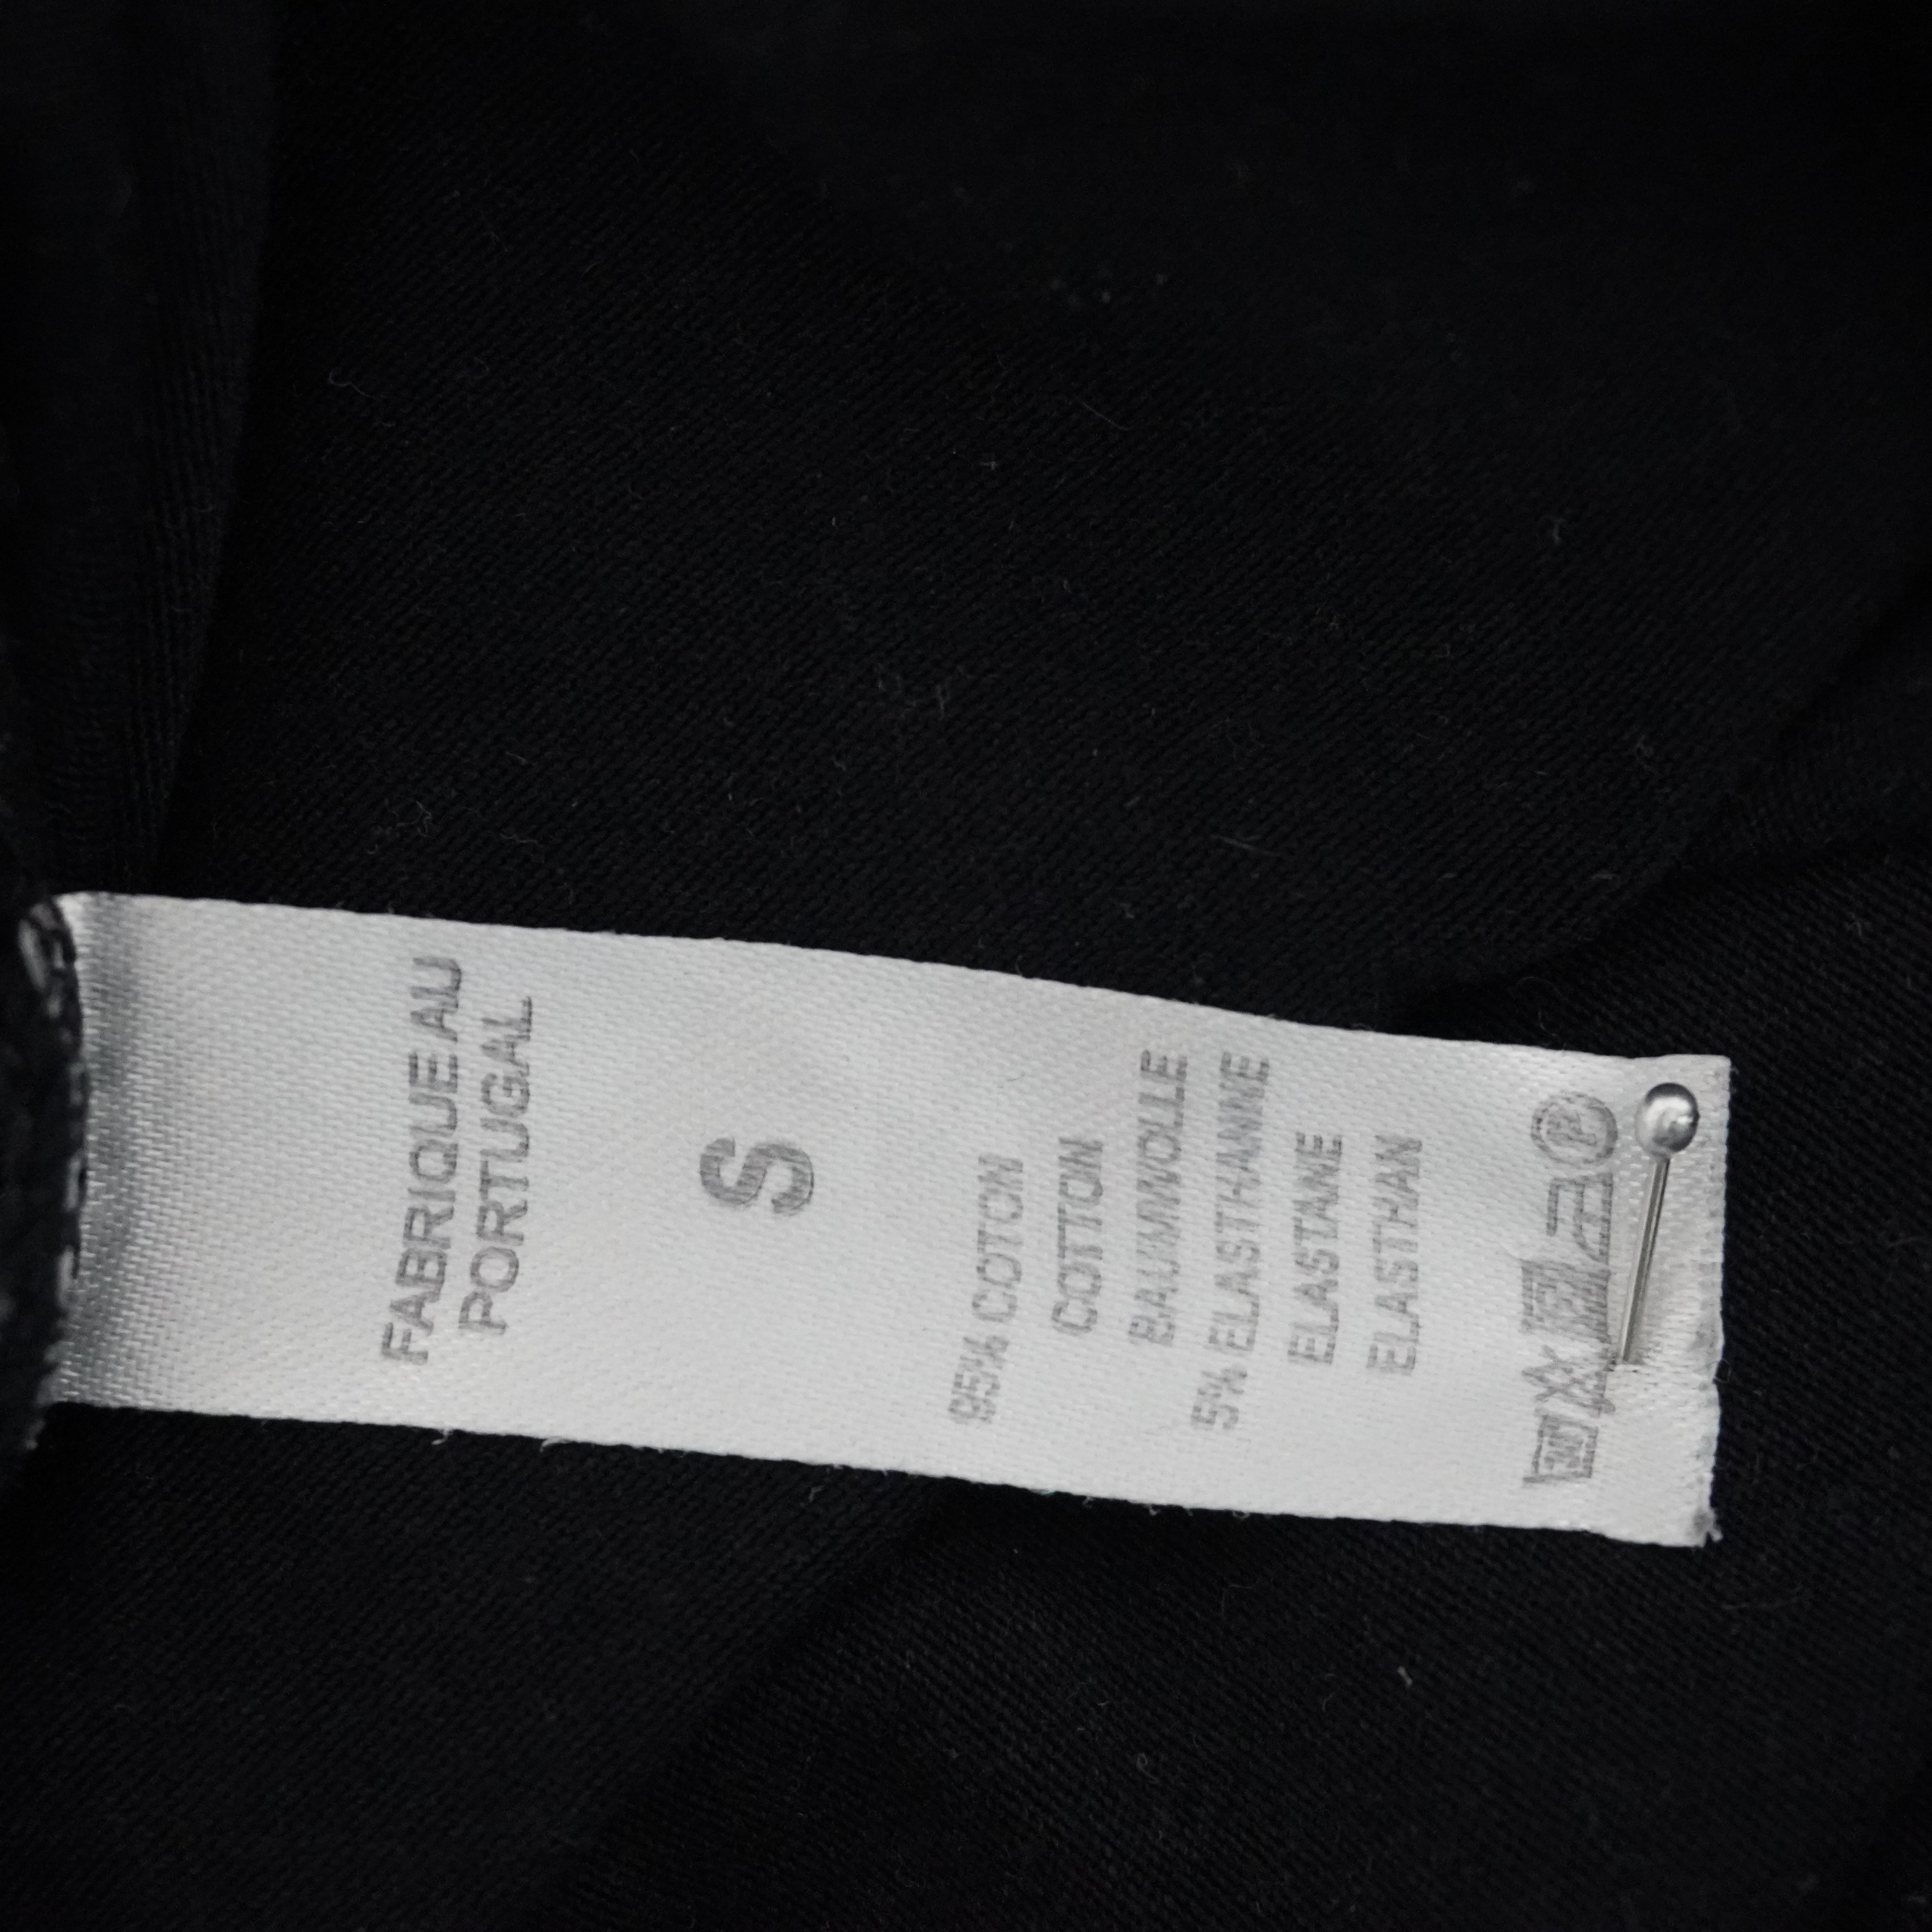 FABRIQUE AU
PORTUGAL
S
95% COTON
COTTON
BAUMWOLLE
5% ELASTHANNE
ELASTANE
ELASTHAN